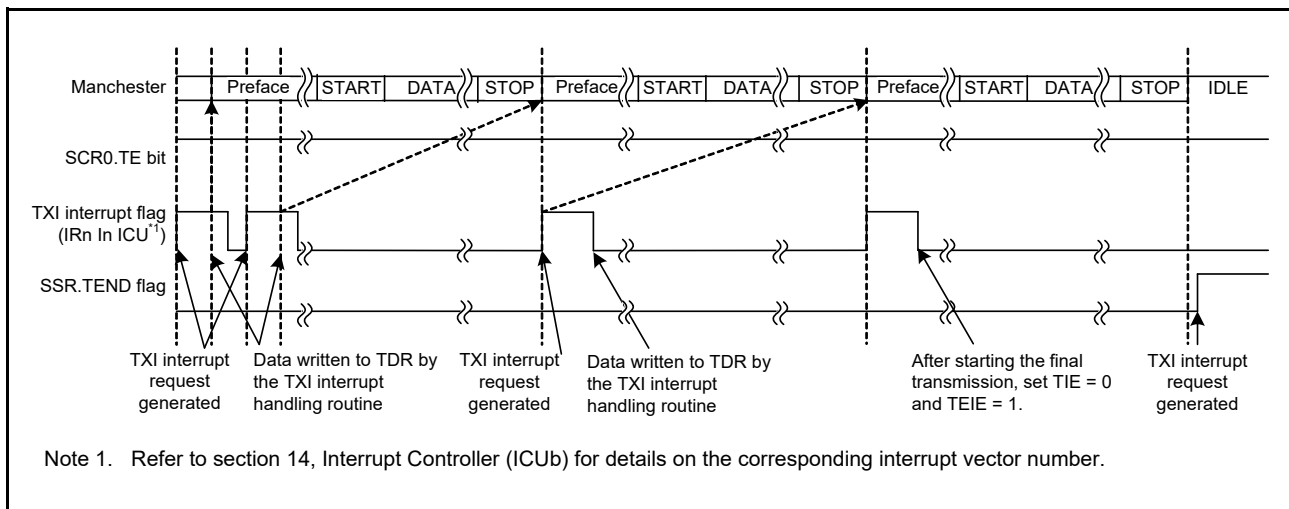 Manchester
Preface START DATA STOP Preface START DATA STOP Preface START DATA STOP IDLE
SCR0.TE bit
TXI interrupt flag
(IRn In ICU*1)
SSR.TEND flag
TXI interrupt
request
generated
Data written to TDR by
the TXI interrupt
handling routine
TXI interrupt
request
generated
Data written to TDR by
the TXI interrupt
handling routine
After starting the final
transmission, set TIE = 0
and TEIE = 1.
TXI interrupt
request
generated
Note 1. Refer to section 14, Interrupt Controller (ICUb) for details on the corresponding interrupt vector number.